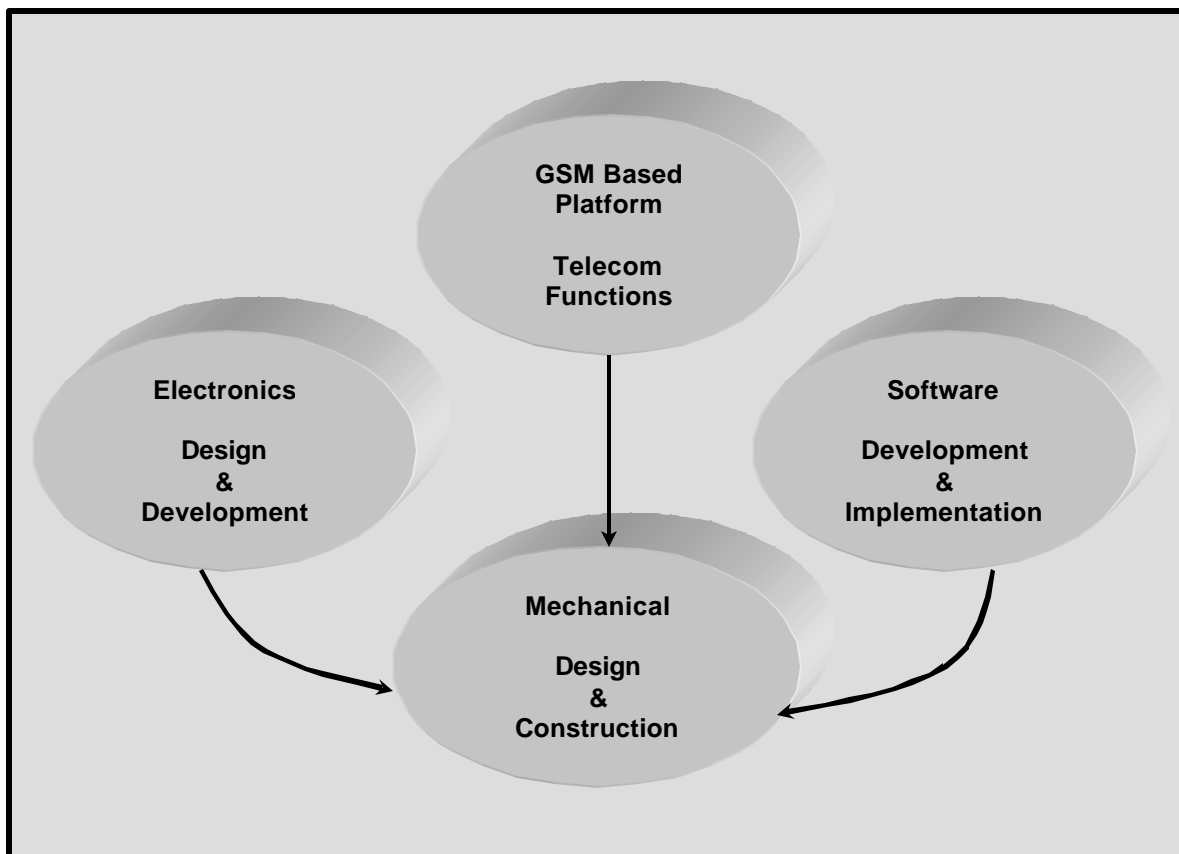 GSM Based
Platform
Telecom
Functions
Electronics
Design
&
Development
Software
Development
&
Implementation
Mechanical
Design
&
Construction